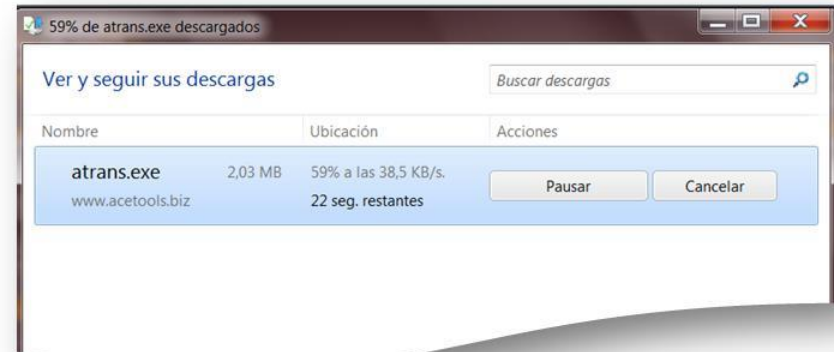 59% de atrans.exe descargados
Ver y seguir sus descargas
Buscar descargas
Nombre Ubicación Acciones
atrans.exe 2,03 MB 59% a las 38,5 KB/s. Pausar Cancelar
www.acetools.biz 22 seg. restantes